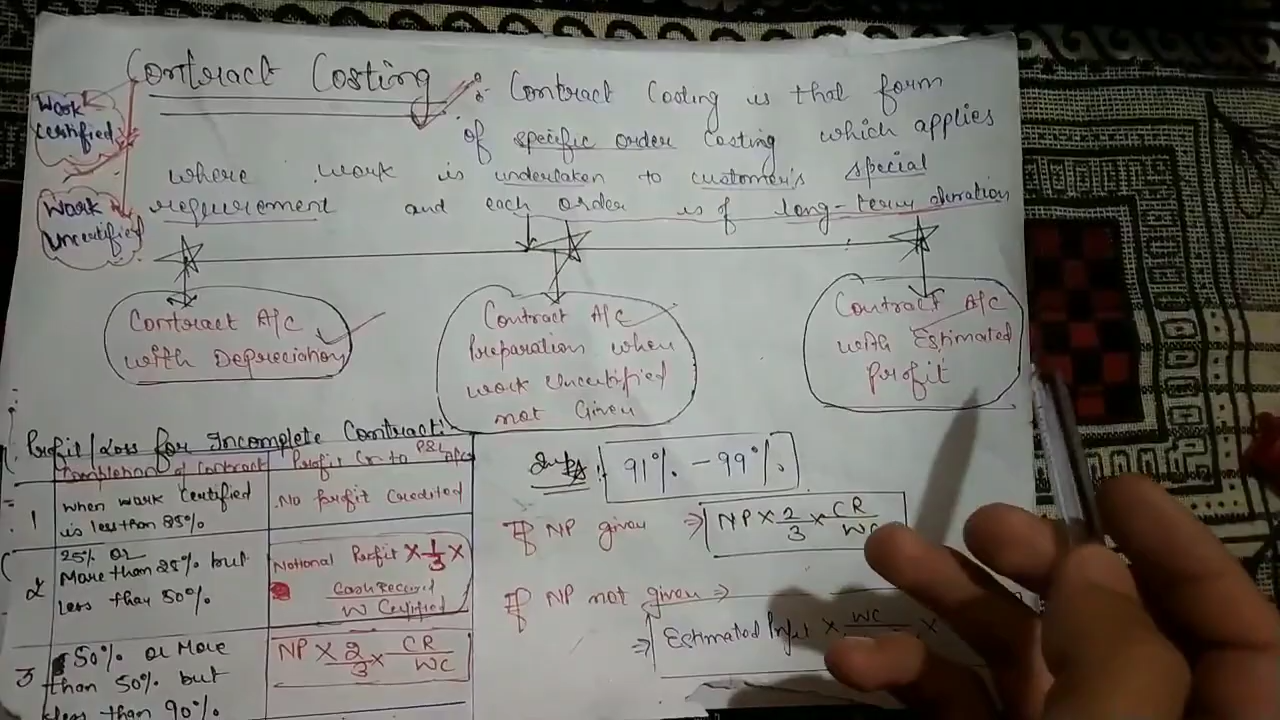 Contract Costing :- Contract Costing is that form
of specific order Costing which applies
where work is undertaken to customer's special
requirement and each order is of long-term duration
Work
Certified
Work
Uncertified
Contract A/C
with Depreciation
Contract A/C
Preparation when
work Uncertified
not Given
Contract A/C
with Estimated
Profit
Profit/Loss for Incomplete Contract:
Completion of Contract
Profit Cr to P&L A/c
1
When work Certified
is less than 25%
No Profit Credited
2
25% or
More than 25% but
less than 50%.
Notional Profit × 1/3 ×
Cash Received
W Certified
3
50% or More
than 50% but
less than 90%
NP × 2/3 × CR/WC
91% - 99%
If NP given ⇒ NP × 2/3 × CR/WC
If NP not given ⇒
⇒ Estimated Profit × WC ×